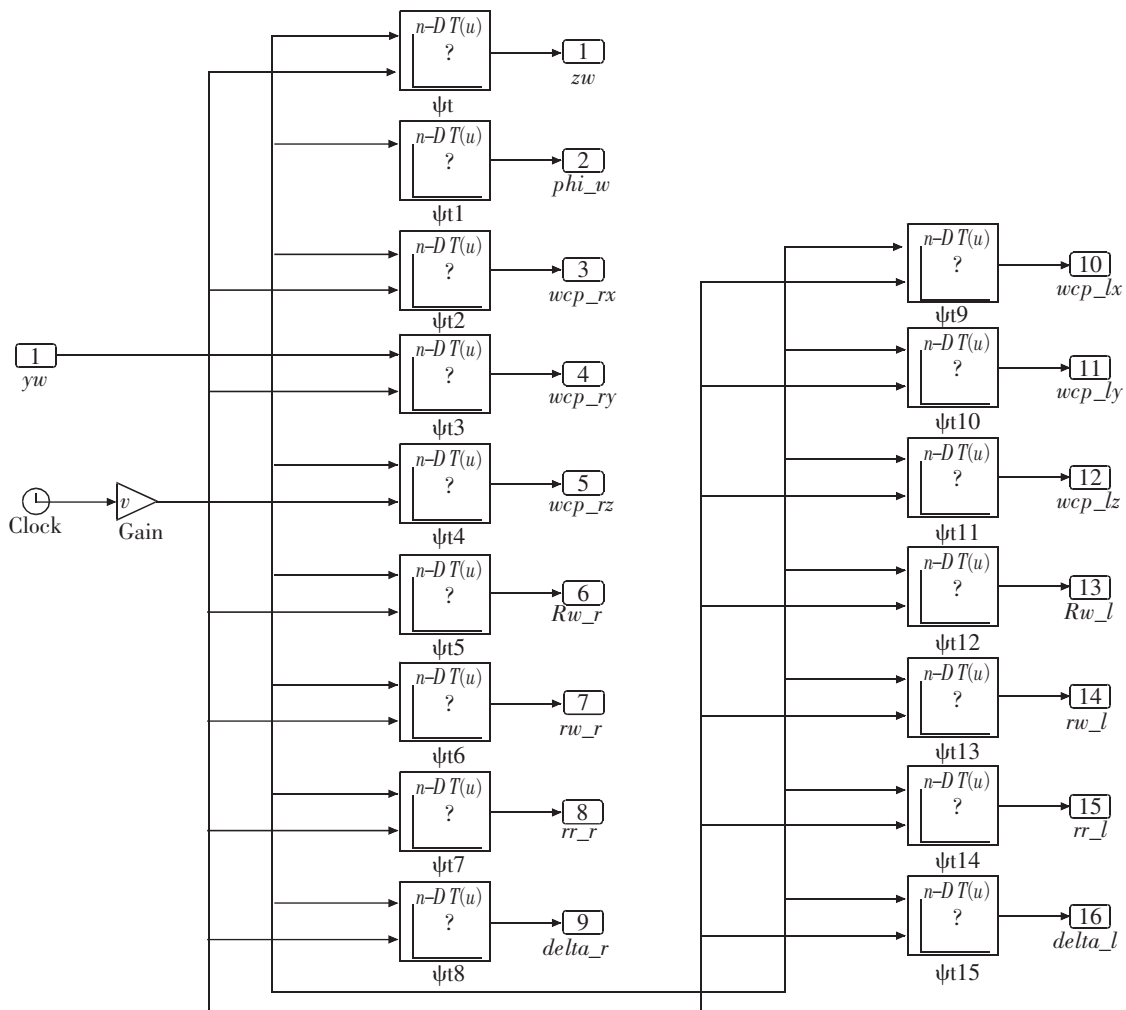 n–D T(u)
?
ψt
1
zw
n–D T(u)
?
ψt1
2
phi_w
n–D T(u)
?
ψt2
3
wcp_rx
1
yw
n–D T(u)
?
ψt3
4
wcp_ry
Clock
v
Gain
n–D T(u)
?
ψt4
5
wcp_rz
n–D T(u)
?
ψt5
6
Rw_r
n–D T(u)
?
ψt6
7
rw_r
n–D T(u)
?
ψt7
8
rr_r
n–D T(u)
?
ψt8
9
delta_r
n–D T(u)
?
ψt9
10
wcp_lx
n–D T(u)
?
ψt10
11
wcp_ly
n–D T(u)
?
ψt11
12
wcp_lz
n–D T(u)
?
ψt12
13
Rw_l
n–D T(u)
?
ψt13
14
rw_l
n–D T(u)
?
ψt14
15
rr_l
n–D T(u)
?
ψt15
16
delta_l